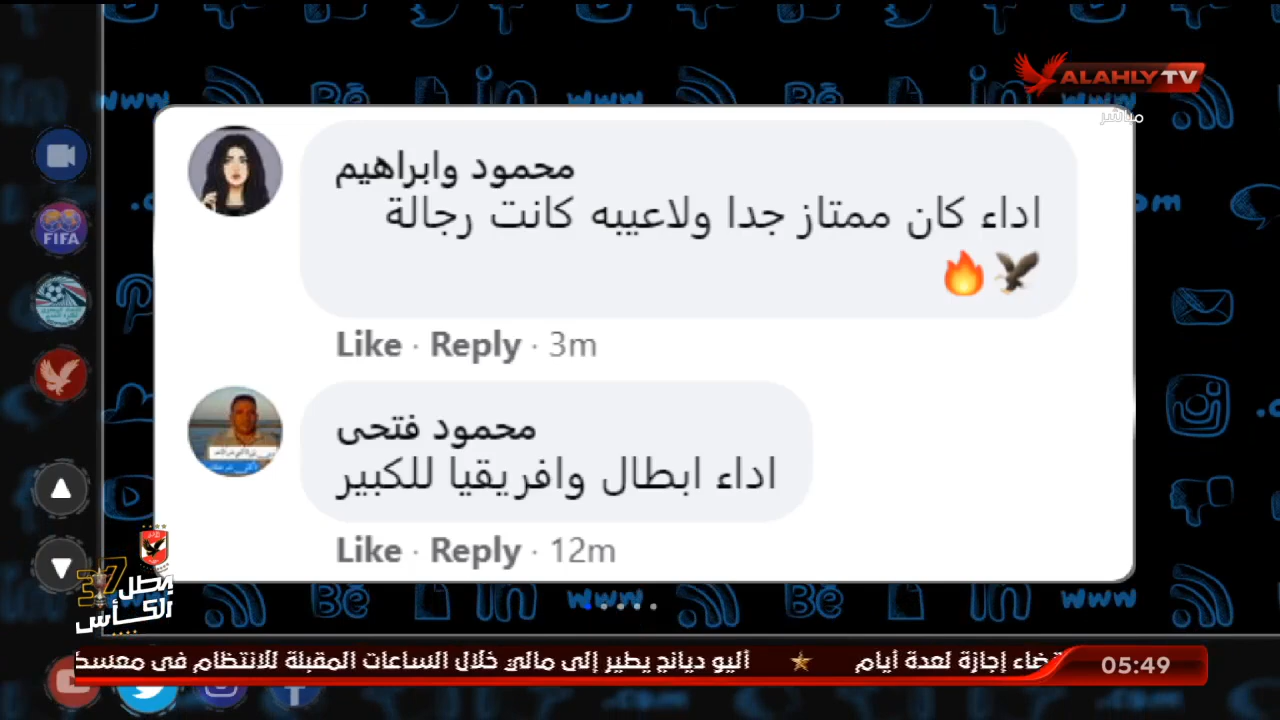 ALAHLY TV
مباشر
محمود وابراهيم
اداء كان ممتاز جدا ولاعيبه كانت رجالة
🦅🔥
Like · Reply · 3m
محمود فتحى
اداء ابطال وافريقيا للكبير
Like · Reply · 12m
FIFA
بطل
الكأس
37
أليو ديانج يطير إلى مالي خلال الساعات المقبلة للانتظام في
إجازة لعدة أيام
05:49